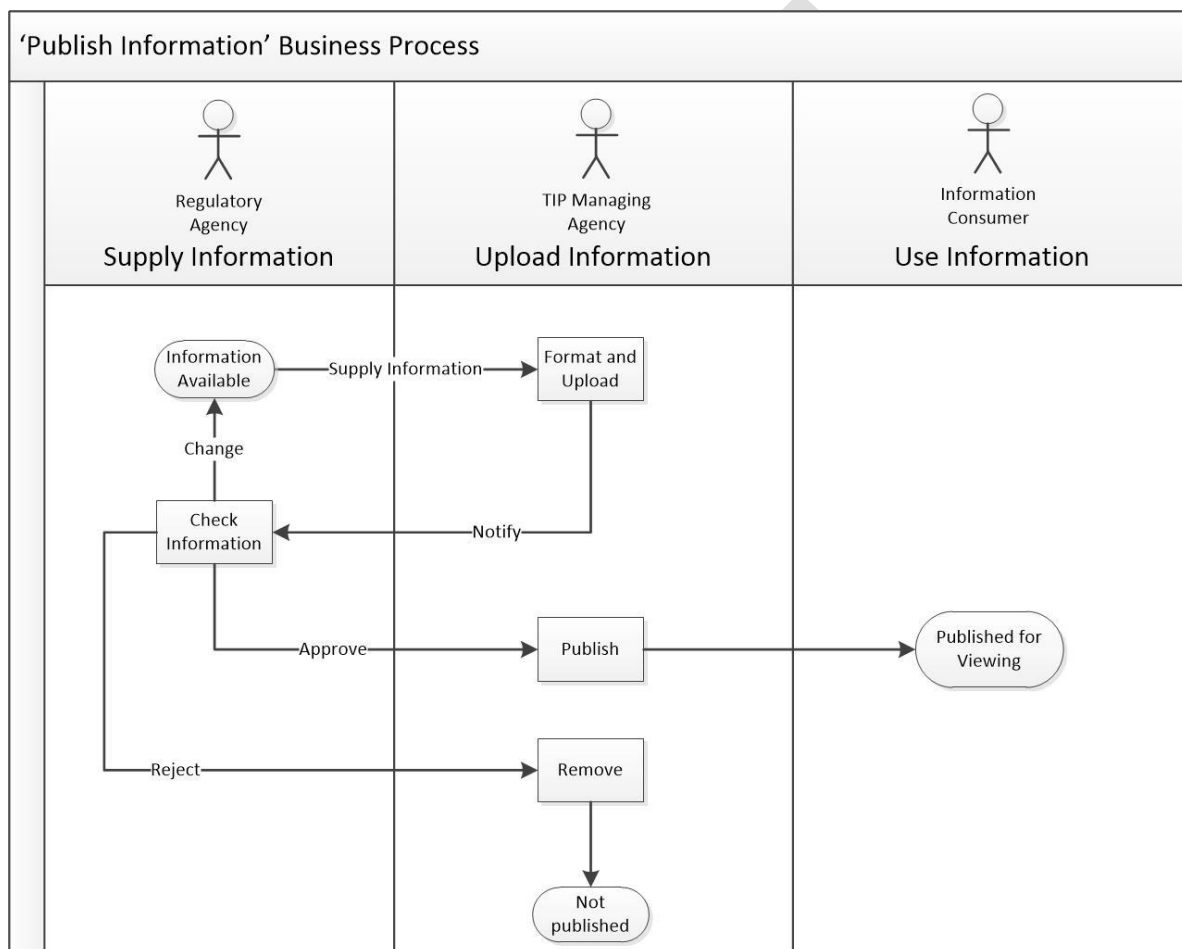 ‘Publish Information’ Business Process
Regulatory
Agency
Supply Information
TIP Managing
Agency
Upload Information
Information
Consumer
Use Information
Information
Available
Supply Information
Format and
Upload
Change
Check
Information
Notify
Approve
Publish
Published for
Viewing
Reject
Remove
Not
published